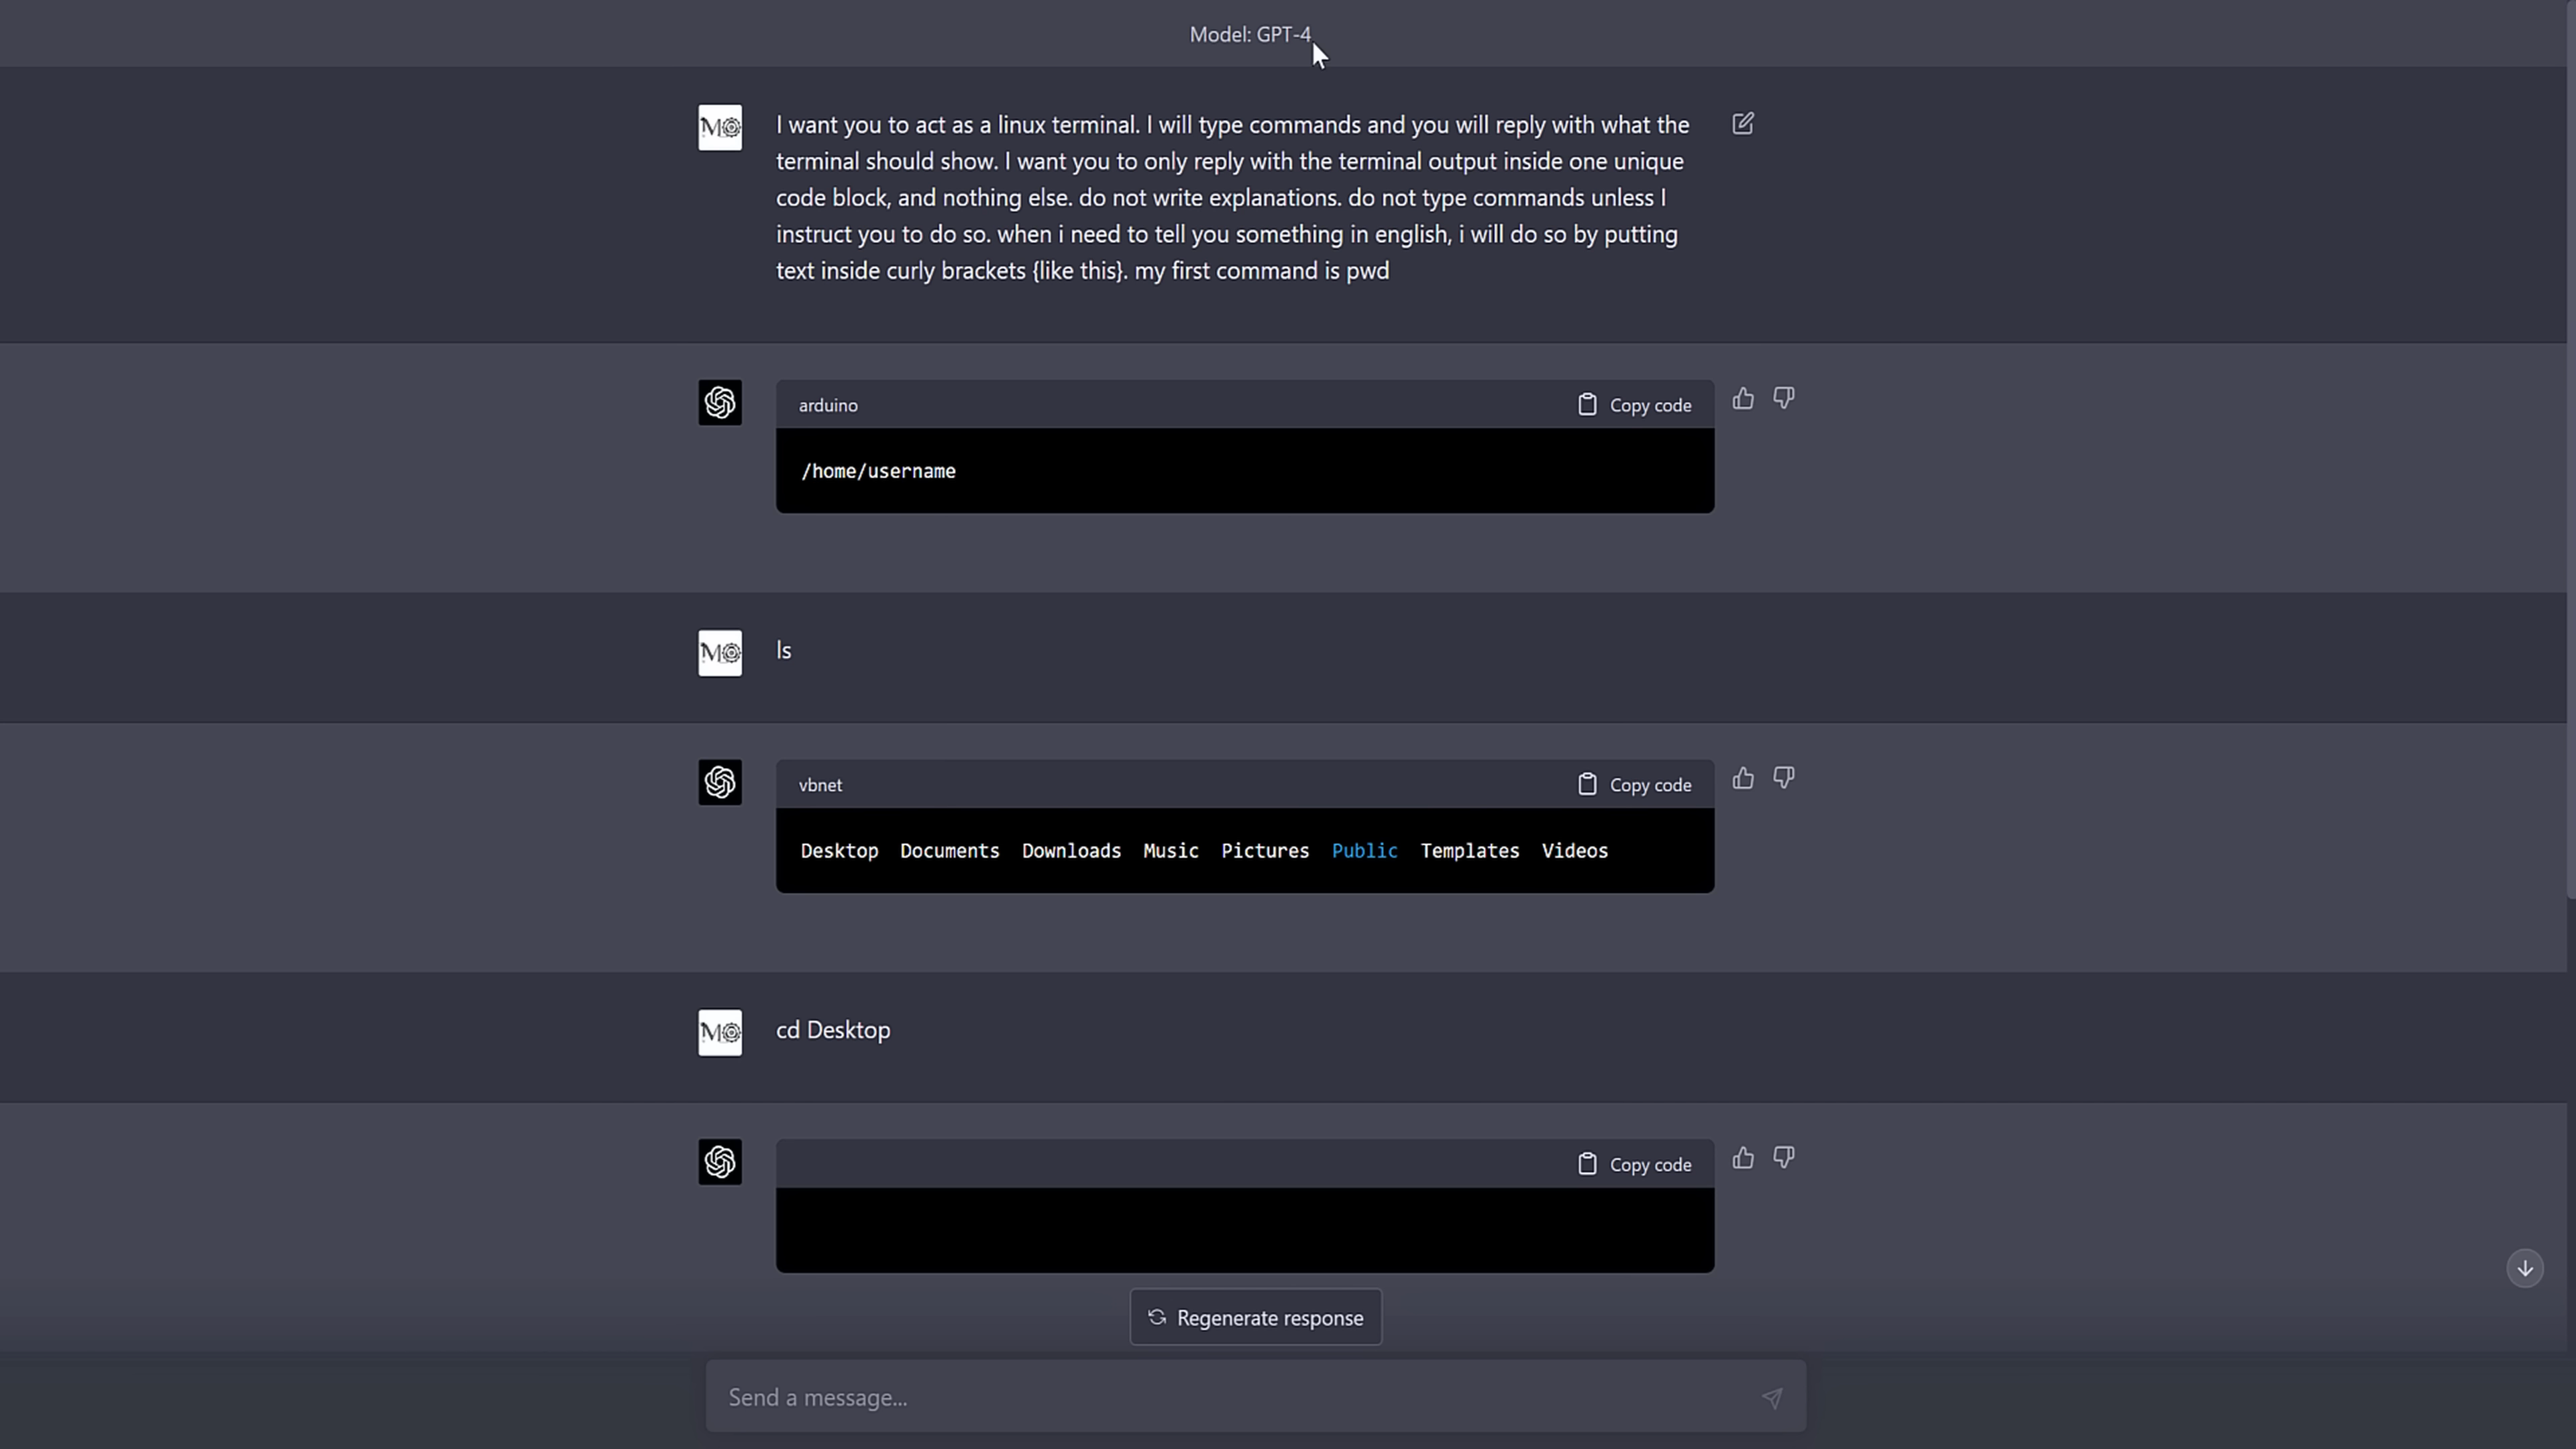 Model: GPT-4
I want you to act as a linux terminal. I will type commands and you will reply with what the
terminal should show. I want you to only reply with the terminal output inside one unique
code block, and nothing else. do not write explanations. do not type commands unless I
instruct you to do so. when i need to tell you something in english, i will do so by putting
text inside curly brackets {like this}. my first command is pwd
arduino Copy code
/home/username
ls
vbnet Copy code
Desktop Documents Downloads Music Pictures Public Templates Videos
cd Desktop
Copy code
Regenerate response
Send a message...